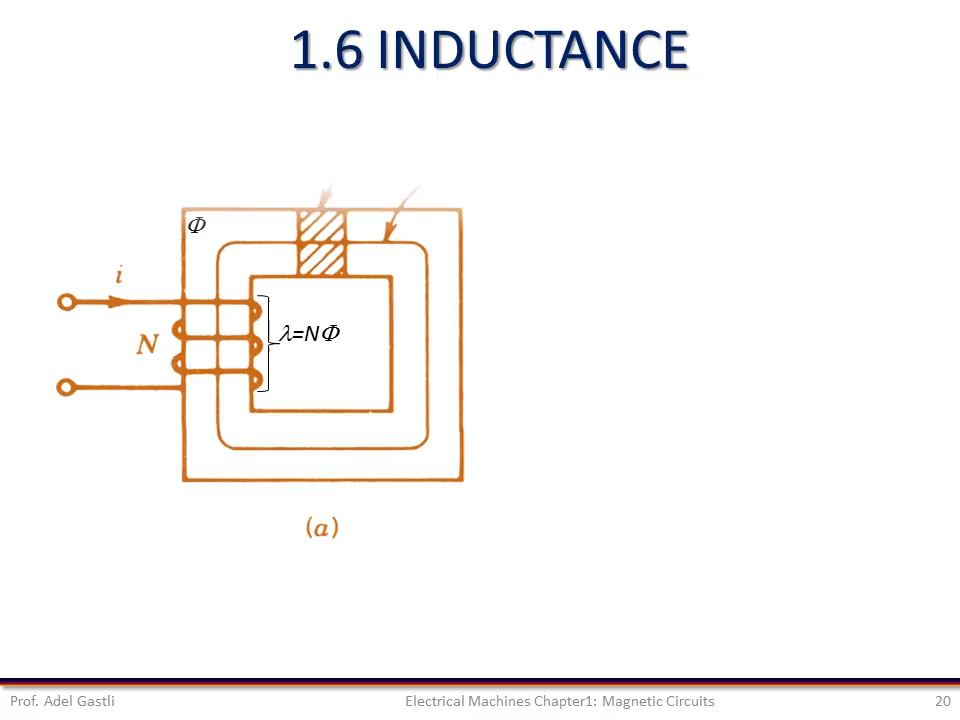 1.6 INDUCTANCE
Φ
i
N
λ=NΦ
(a)
Prof. Adel Gastli
Electrical Machines Chapter1: Magnetic Circuits
20